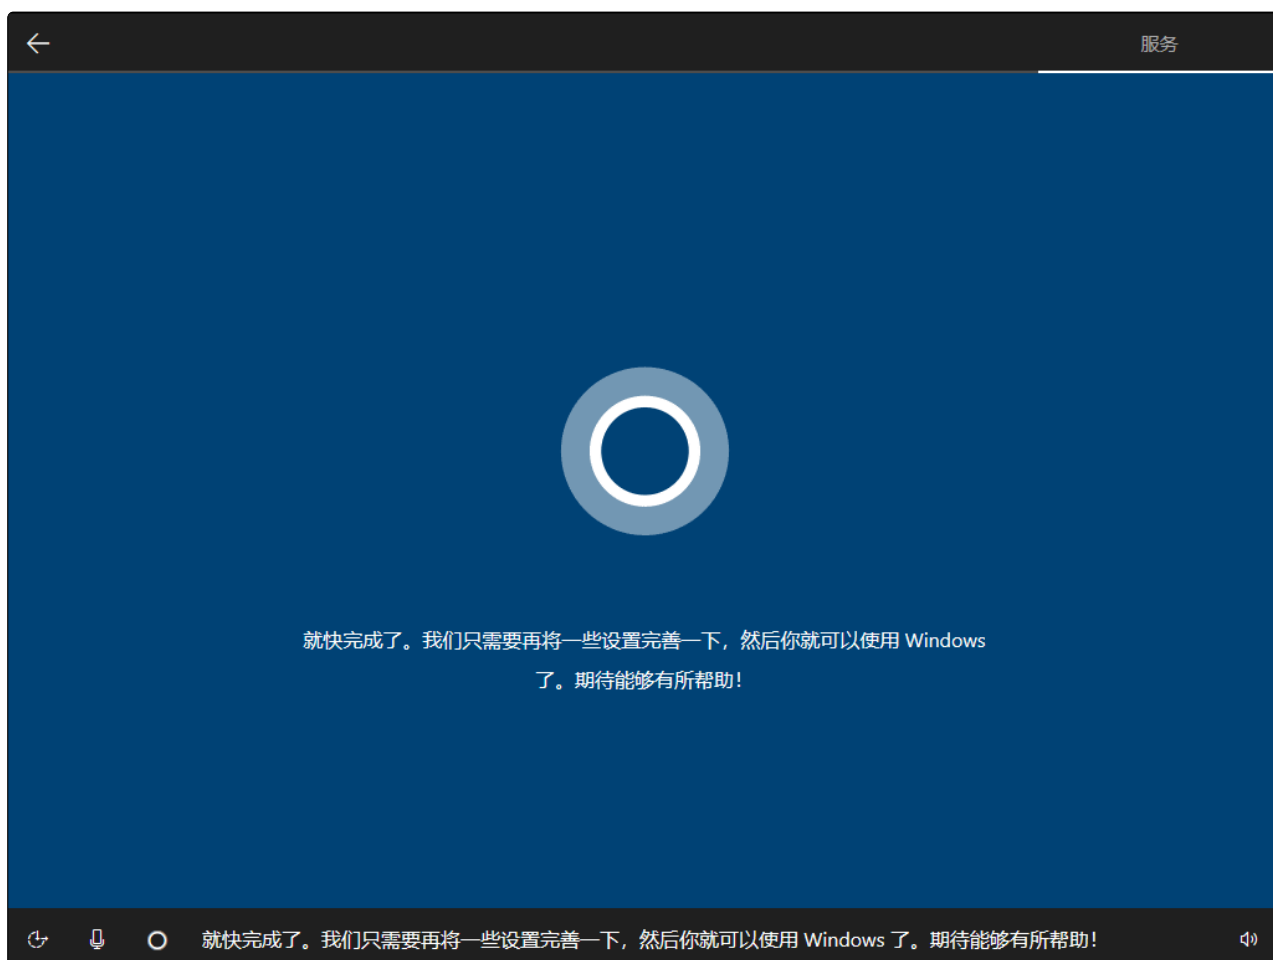 服务
就快完成了。我们只需要再将一些设置完善一下，然后你就可以使用 Windows
了。期待能够有所帮助！
就快完成了。我们只需要再将一些设置完善一下，然后你就可以使用 Windows 了。期待能够有所帮助！